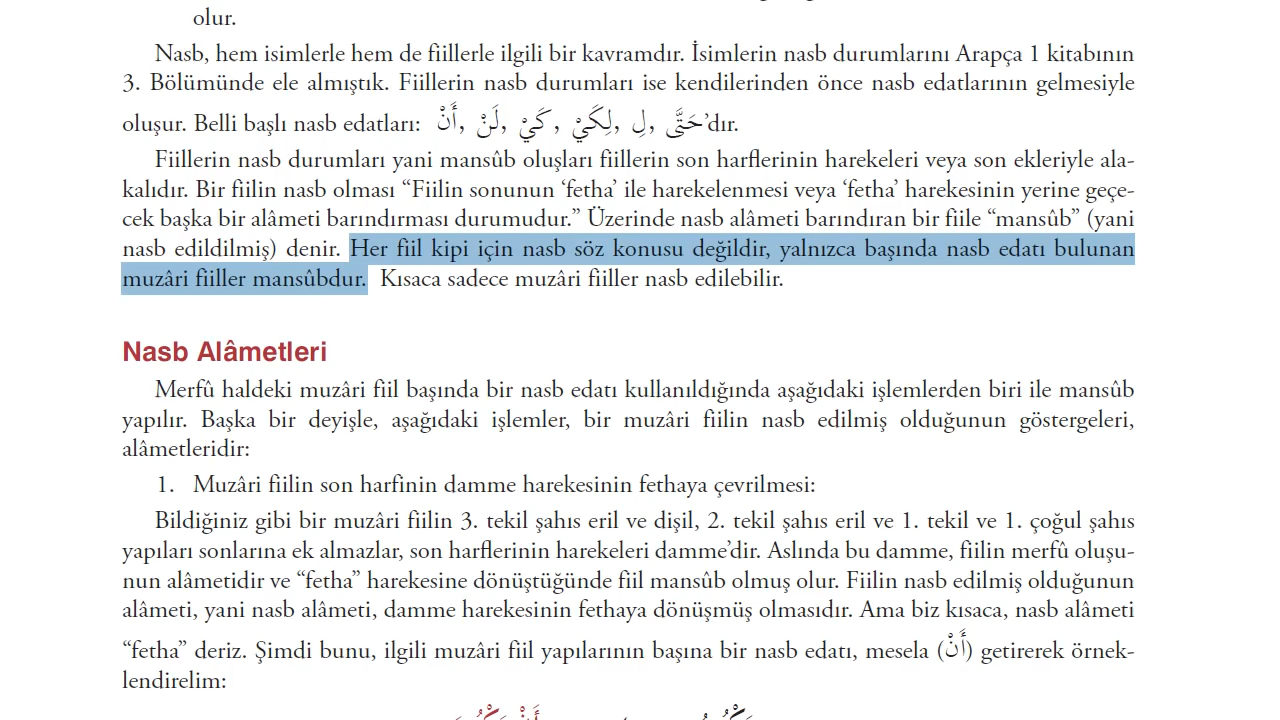 olur.
Nasb, hem isimlerle hem de fiillerle ilgili bir kavramdır. İsimlerin nasb durumlarını Arapça 1 kitabının
3. Bölümünde ele almıştık. Fiillerin nasb durumları ise kendilerinden önce nasb edatlarının gelmesiyle
oluşur. Belli başlı nasb edatları: أَنْ, لَنْ, كَيْ, لِكَيْ, لِ, حَتَّى’dır.
Fiillerin nasb durumları yani mansûb oluşları fiillerin son harflerinin harekeleri veya son ekleriyle ala-
kalıdır. Bir fiilin nasb olması “Fiilin sonunun ‘fetha’ ile harekelenmesi veya ‘fetha’ harekesinin yerine geçe-
cek başka bir alâmeti barındırması durumudur.” Üzerinde nasb alâmeti barındıran bir fiile “mansûb” (yani
nasb edildilmiş) denir. Her fiil kipi için nasb söz konusu değildir, yalnızca başında nasb edatı bulunan
muzâri fiiller mansûbdur. Kısaca sadece muzâri fiiller nasb edilebilir.
Nasb Alâmetleri
Merfû haldeki muzâri fiil başında bir nasb edatı kullanıldığında aşağıdaki işlemlerden biri ile mansûb
yapılır. Başka bir deyişle, aşağıdaki işlemler, bir muzâri fiilin nasb edilmiş olduğunun göstergeleri,
alâmetleridir:
1. Muzâri fiilin son harfinin damme harekesinin fethaya çevrilmesi:
Bildiğiniz gibi bir muzâri fiilin 3. tekil şahıs eril ve dişil, 2. tekil şahıs eril ve 1. tekil ve 1. çoğul şahıs
yapıları sonlarına ek almazlar, son harflerinin harekeleri damme’dir. Aslında bu damme, fiilin merfû oluşu-
nun alâmetidir ve “fetha” harekesine dönüştüğünde fiil mansûb olmuş olur. Fiilin nasb edilmiş olduğunun
alâmeti, yani nasb alâmeti, damme harekesinin fethaya dönüşmüş olmasıdır. Ama biz kısaca, nasb alâmeti
“fetha” deriz. Şimdi bunu, ilgili muzâri fiil yapılarının başına bir nasb edatı, mesela (أَنْ) getirerek örnek-
lendirelim: